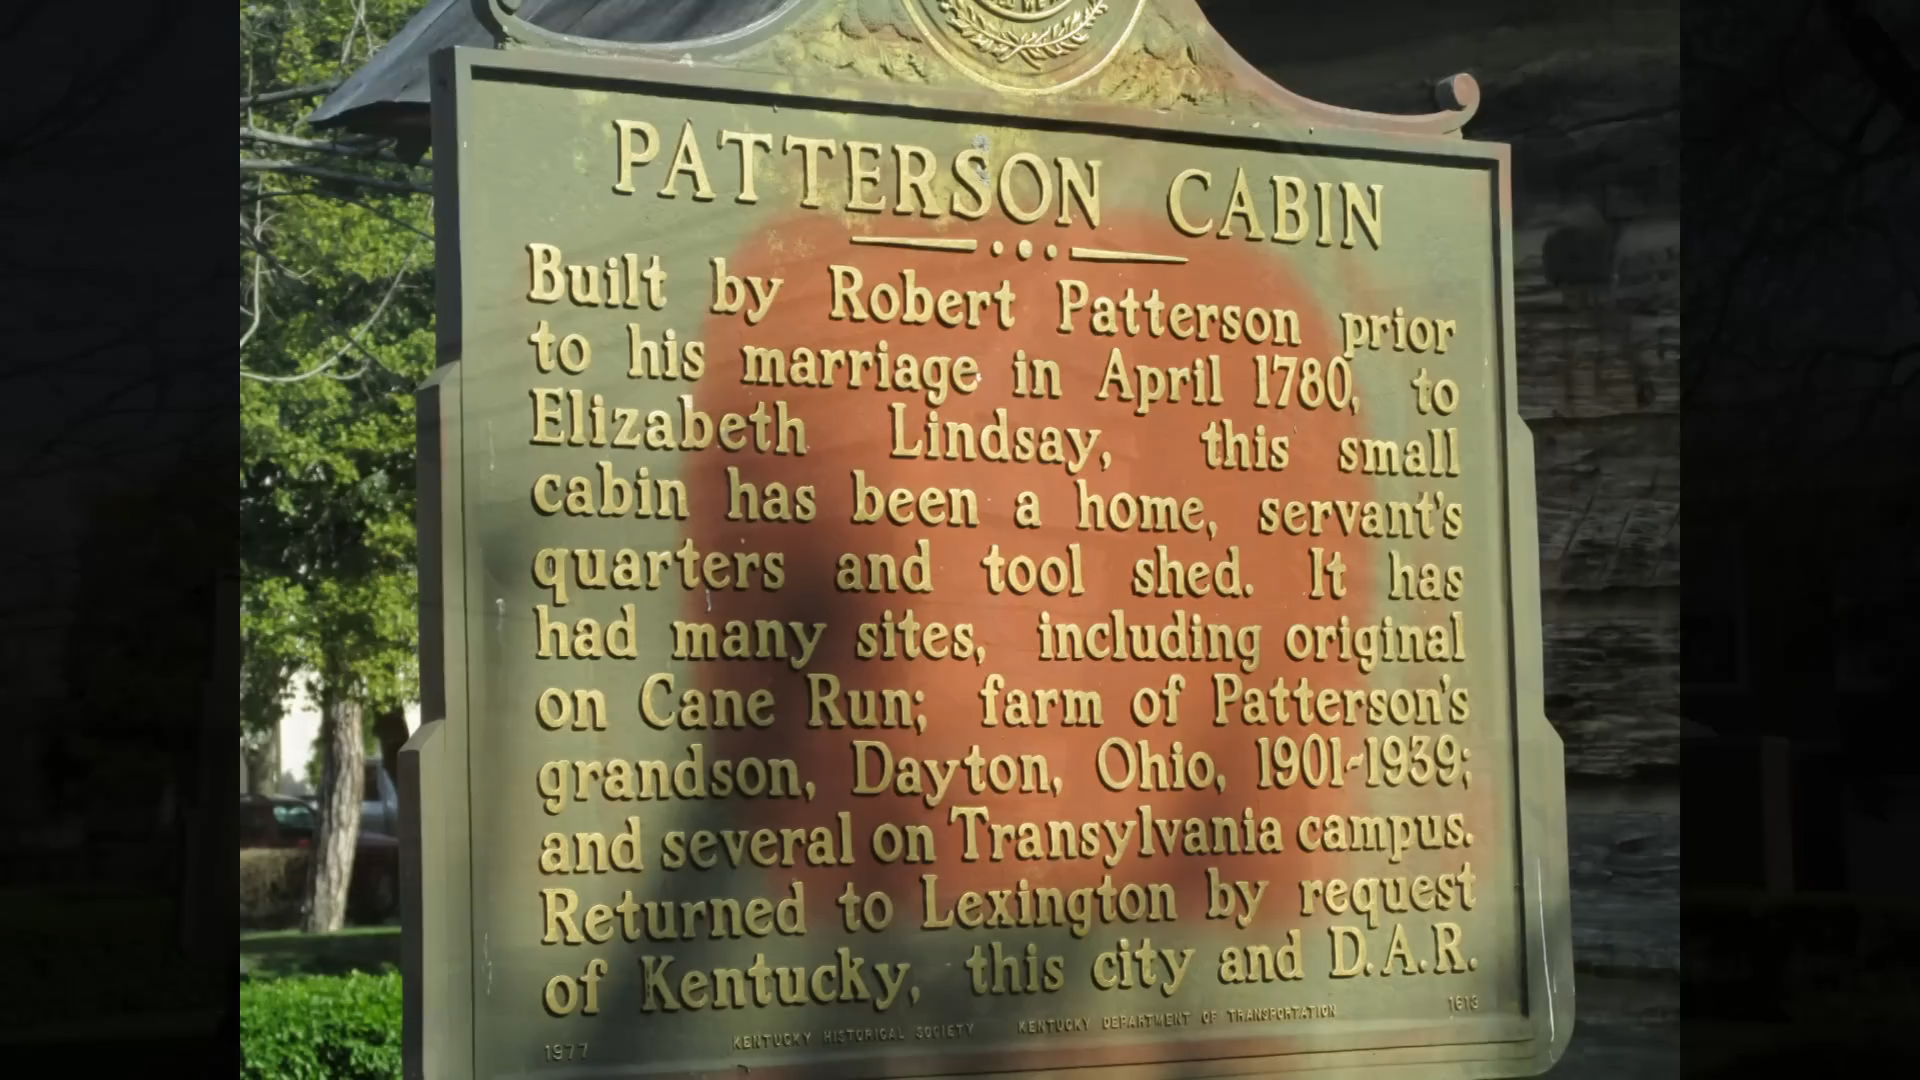 PATTERSON CABIN
Built by Robert Patterson prior
to his marriage in April 1780, to
Elizabeth Lindsay, this small
cabin has been a home, servant's
quarters and tool shed. It has
had many sites, including original
on Cane Run; farm of Patterson's
grandson, Dayton, Ohio, 1901-1939;
and several on Transylvania campus.
Returned to Lexington by request
of Kentucky, this city and D.A.R.
1977 KENTUCKY HISTORICAL SOCIETY KENTUCKY DEPARTMENT OF TRANSPORTATION 1613